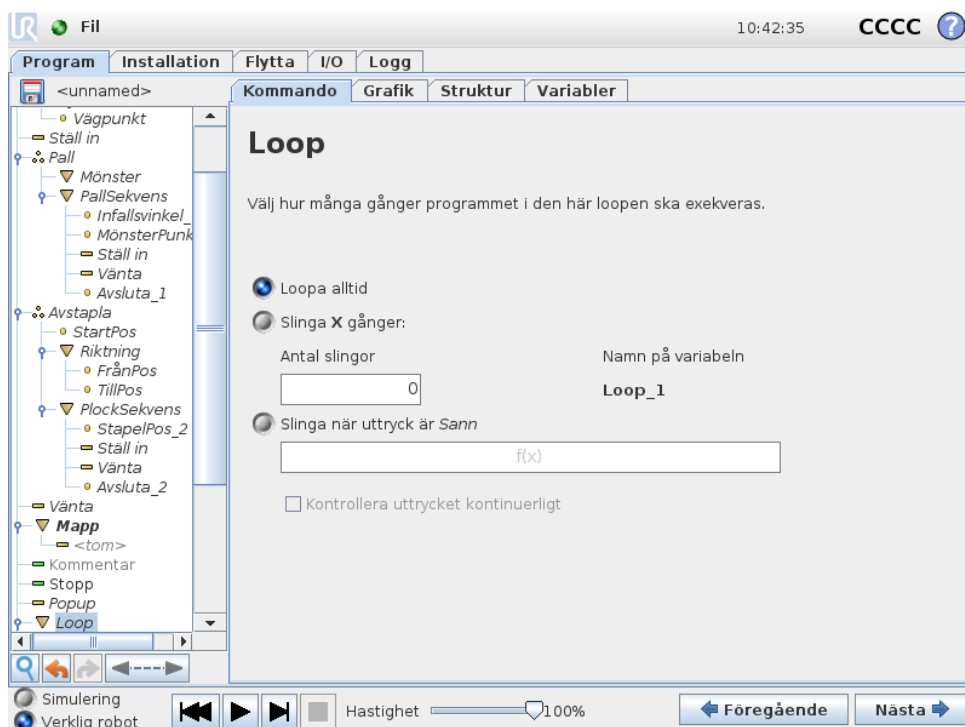 UR Fil 10:42:35 CCCC ?
Program Installation Flytta I/O Logg
<unnamed> Kommando Grafik Struktur Variabler
Vägpunkt
Ställ in
Pall
Mönster
PallSekvens
Infallsvinkel_
MönsterPunk
Ställ in
Vänta
Avsluta_1
Avstapla
StartPos
Riktning
FrånPos
TillPos
PlockSekvens
StapelPos_2
Ställ in
Vänta
Avsluta_2
Vänta
Mapp
<tom>
Kommentar
Stopp
Popup
Loop
Loop
Välj hur många gånger programmet i den här loopen ska exekveras.
Loopa alltid
Slinga X gånger:
Antal slingor Namn på variabeln
0 Loop_1
Slinga när uttryck är Sann
f(x)
Kontrollera uttrycket kontinuerligt
Simulering
Verklig robot
Hastighet 100% Föregående Nästa